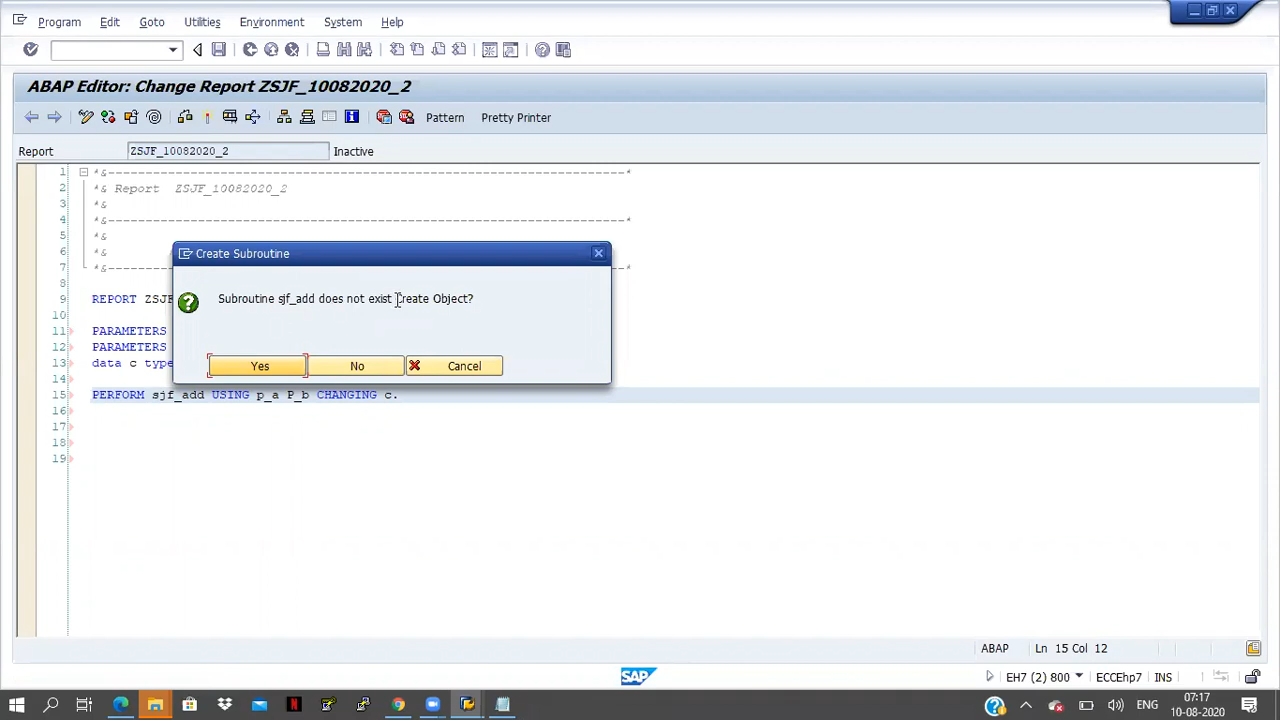 Program Edit Goto Utilities Environment System Help
ABAP Editor: Change Report ZSJF_10082020_2
Pattern Pretty Printer
Report ZSJF_10082020_2 Inactive
1 *&---------------------------------------------------------------------*
2 *& Report ZSJF_10082020_2
3 *&
4 *&---------------------------------------------------------------------*
5 *&
6 *&
7 *&---------------------------------------------------------------------*
8
9 REPORT ZSJF
10
11 PARAMETERS
12 PARAMETERS
13 data c type
14
15 PERFORM sjf_add USING p_a P_b CHANGING c.
16
17
18
19
Create Subroutine
Subroutine sjf_add does not exist Create Object?
Yes No Cancel
ABAP Ln 15 Col 12
SAP
EH7 (2) 800 ECCEhp7 INS
ENG
07:17
10-08-2020